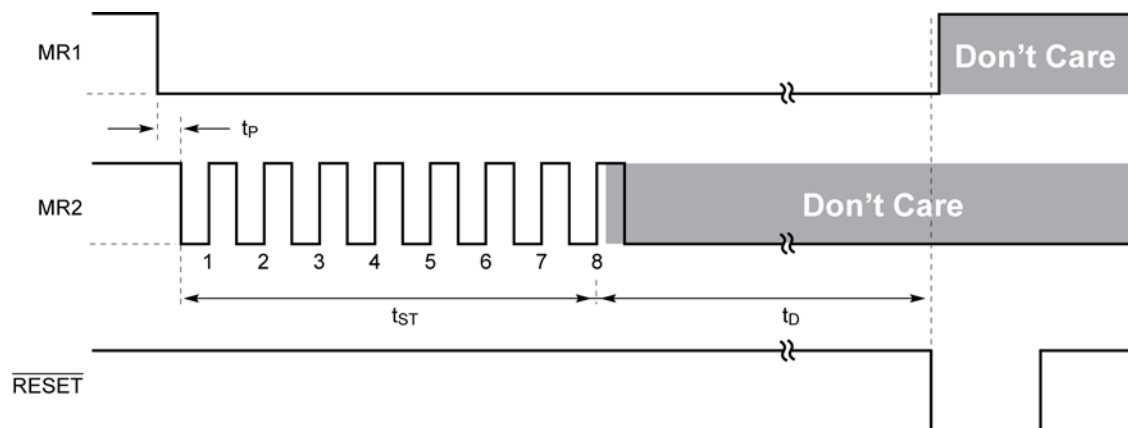 MR1
Don't Care
tP
MR2
Don't Care
1 2 3 4 5 6 7 8
tST
tD
RESET